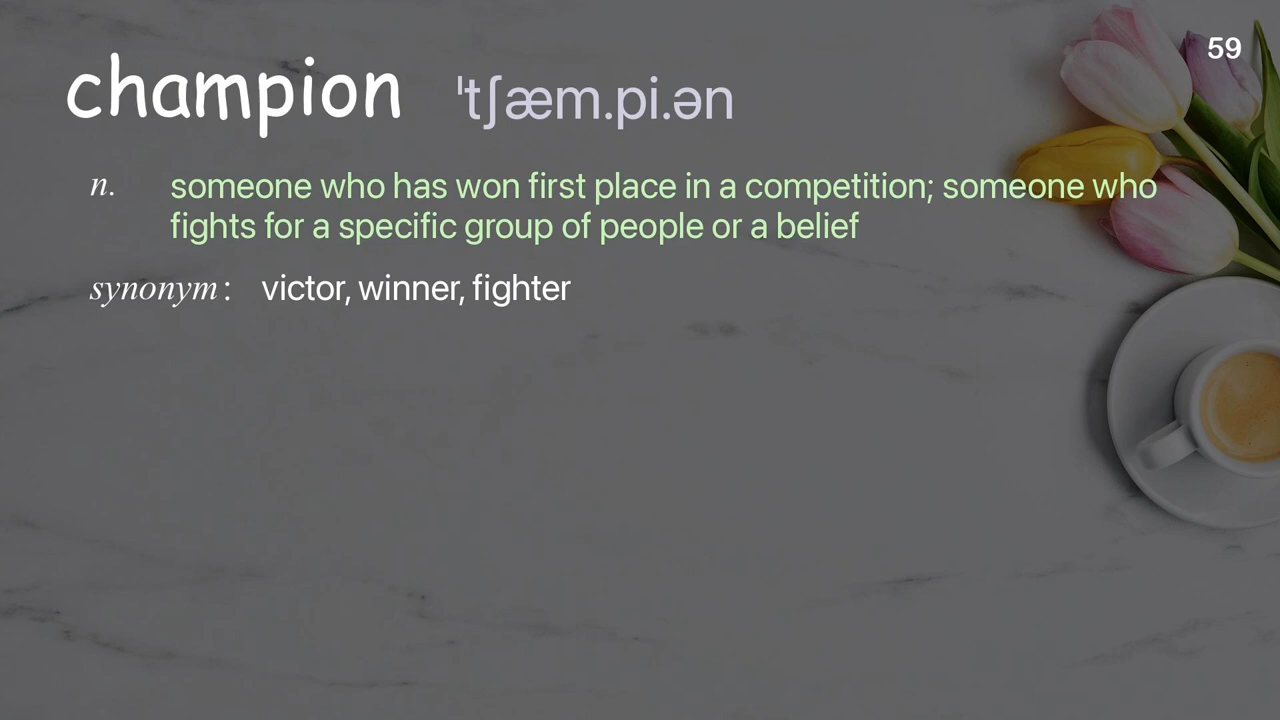 59
champion ˈtʃæm.pi.ən
n. someone who has won first place in a competition; someone who
fights for a specific group of people or a belief
synonym : victor, winner, fighter